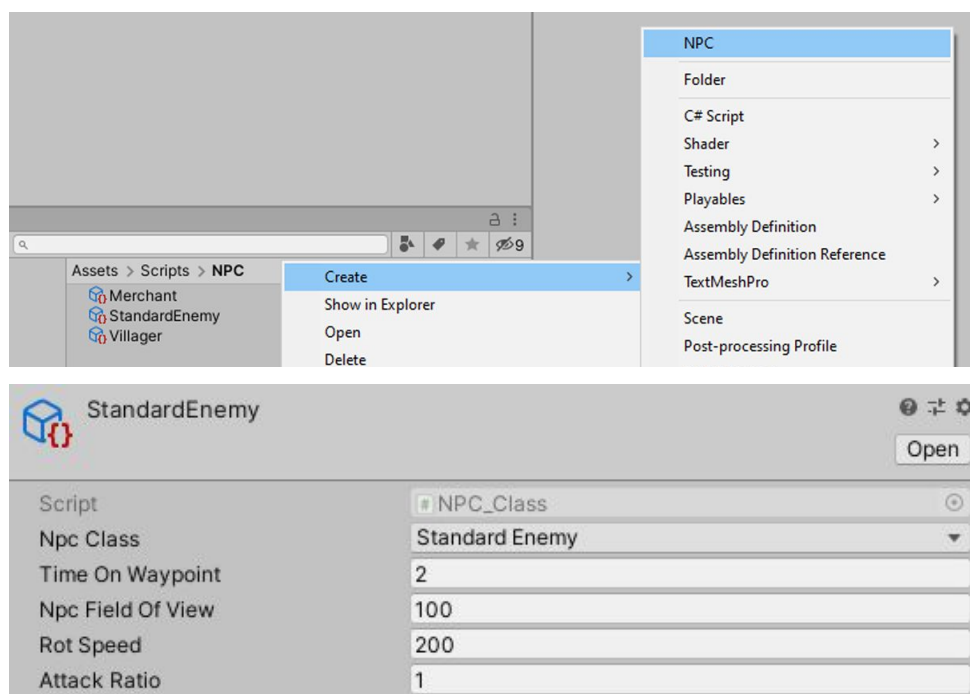 NPC
Folder
C# Script
Shader
Testing
Playables
Assembly Definition
Assembly Definition Reference
TextMeshPro
Scene
Post-processing Profile
9
Assets > Scripts > NPC
Merchant
StandardEnemy
Villager
Create
Show in Explorer
Open
Delete
StandardEnemy
Open
Script NPC_Class
Npc Class Standard Enemy
Time On Waypoint 2
Npc Field Of View 100
Rot Speed 200
Attack Ratio 1